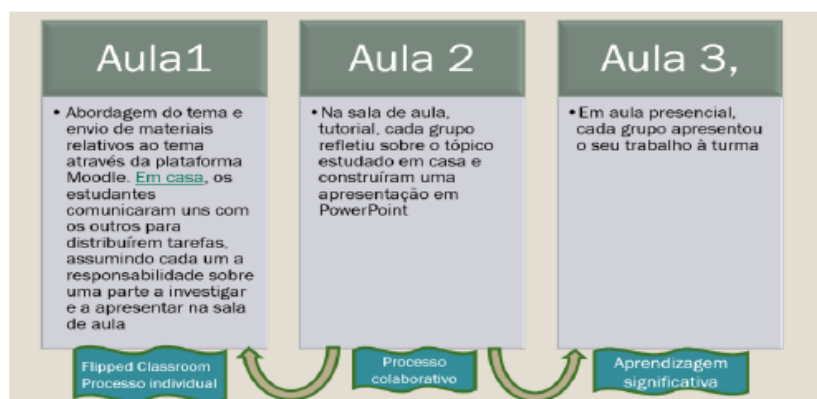 Aula1
• Abordagem do tema e
envio de materiais
relativos ao tema
através da plataforma
Moodle. Em casa, os
estudantes
comunicaram uns com
os outros para
distribuírem tarefas,
assumindo cada um a
responsabilidade sobre
uma parte a investigar
e a apresentar na sala
de aula
Flipped Classroom
Processo individual
Aula 2
• Na sala de aula,
tutorial, cada grupo
refletiu sobre o tópico
estudado em casa e
construíram uma
apresentação em
PowerPoint
Processo
colaborativo
Aula 3,
• Em aula presencial,
cada grupo apresentou
o seu trabalho à turma
Aprendizagem
significativa